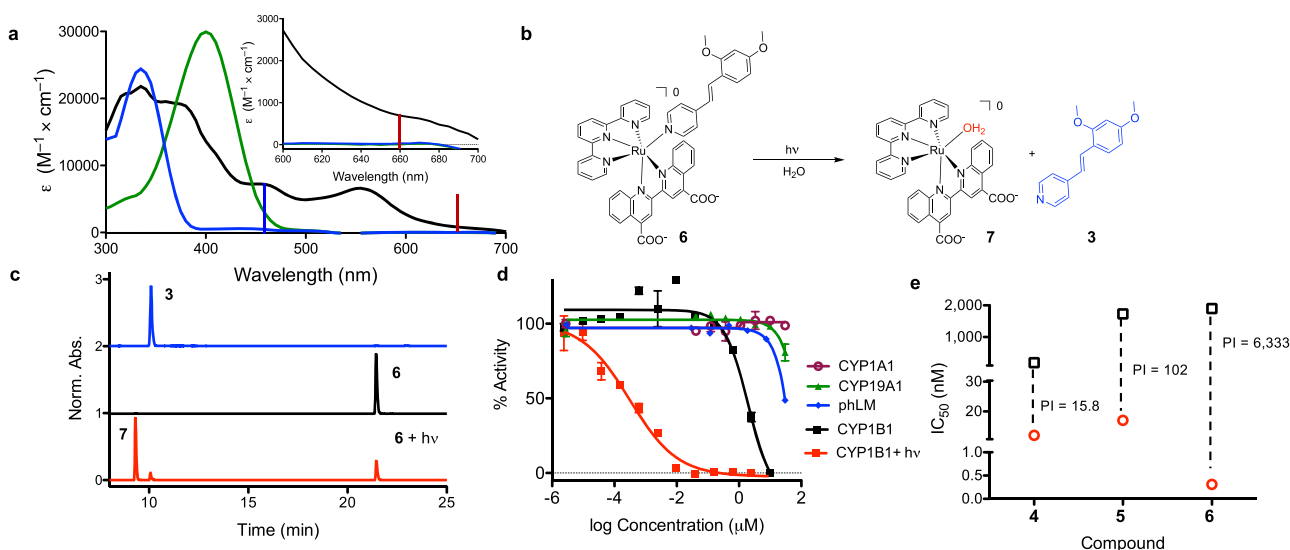 a
ε (M⁻¹ × cm⁻¹)
30000
20000
10000
0
300
400
500
600
700
Wavelength (nm)
ε (M⁻¹ × cm⁻¹)
3000
2000
1000
0
600
620
640
660
680
700
Wavelength (nm)
b
O
O
N
0
N
N
N
Ru
N
N
COO-
COO-
6
hν
H₂O
0
N
OH₂
N
Ru
N
N
N
COO-
COO-
7
+
O
O
N
3
c
Norm. Abs.
3
2
1
0
3
6
7
6 + hν
10
15
20
25
Time (min)
d
% Activity
100
50
0
-6
-4
-2
0
2
log Concentration (μM)
CYP1A1
CYP19A1
phLM
CYP1B1
CYP1B1+ hν
e
IC₅₀ (nM)
2,000
1,000
30
20
1.0
0.5
0.0
PI = 15.8
PI = 102
PI = 6,333
4
5
6
Compound